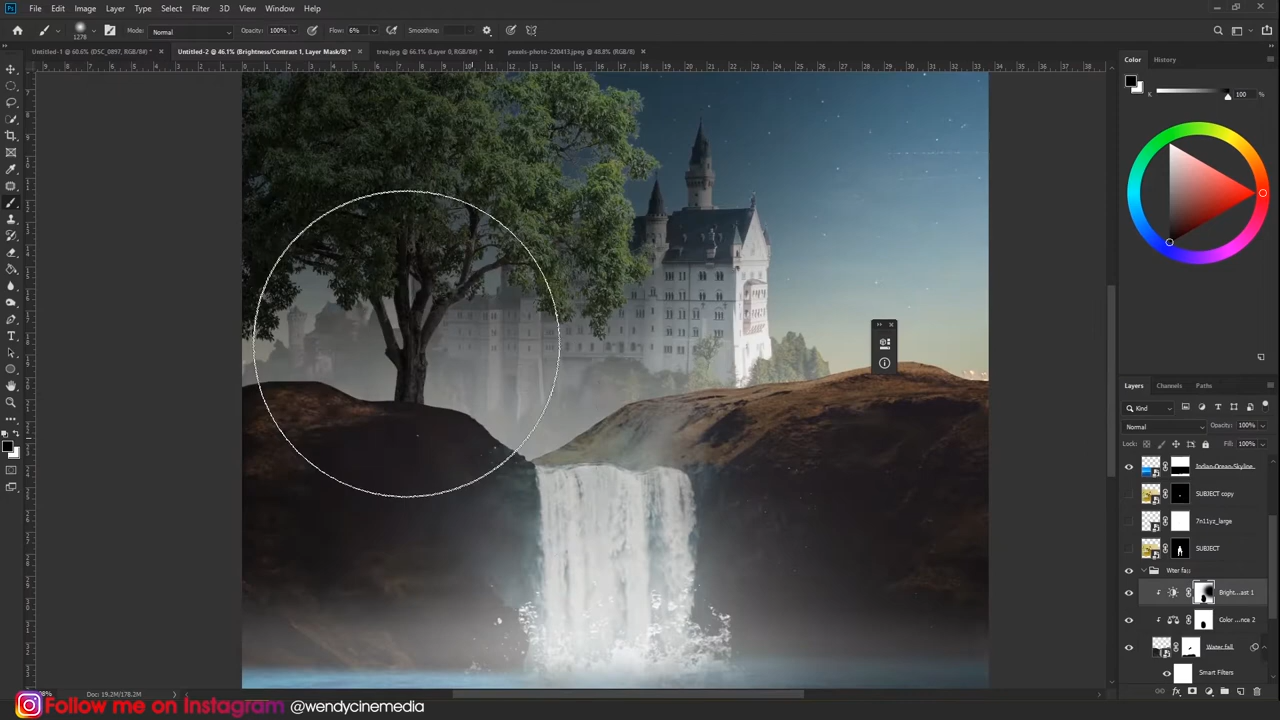 Ps File Edit Image Layer Type Select Filter 3D View Window Help
1276 Mode: Normal Opacity: 100% Flow: 6% Smoothing:
Untitled-1 @ 60.6% (DSC_0897, RGB/8*) * × Untitled-2 @ 46.1% (Brightness/Contrast 1, Layer Mask/8) * × tree.jpg @ 66.1% (Layer 0, RGB/8*) * × pexels-photo-220413.jpeg @ 48.8% (RGB/8) ×
Color History
K 100 %
Layers Channels Paths
Kind
Normal Opacity: 100%
Lock: Fill: 100%
Indian-Ocean-Skyline
SUBJECT copy
7n11yz_large
SUBJECT
Wter fall
Bright...ast 1
Color ...nce 2
Water fall
Smart Filters
Doc: 19.2M/178.2M
Follow me on Instagram @wendycinemedia